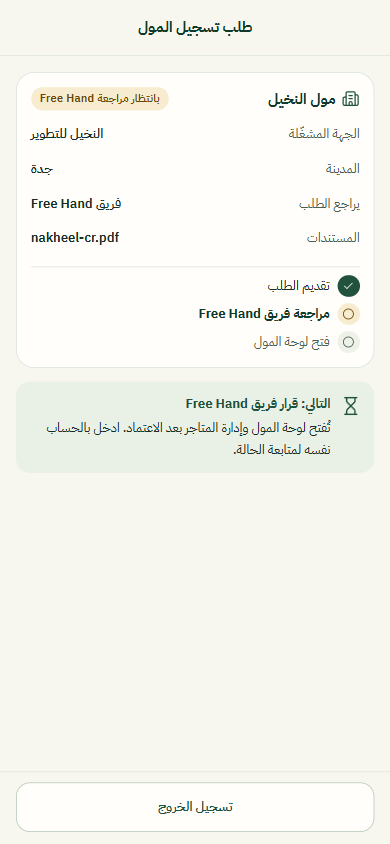 طلب تسجيل المول
مول النخيل
بانتظار مراجعة Free Hand
الجهة المشغّلة
النخيل للتطوير
المدينة
جدة
يراجع الطلب
فريق Free Hand
المستندات
nakheel-cr.pdf
تقديم الطلب
مراجعة فريق Free Hand
فتح لوحة المول
التالي: قرار فريق Free Hand
تُفتح لوحة المول وإدارة المتاجر بعد الاعتماد. ادخل بالحساب
نفسه لمتابعة الحالة.
تسجيل الخروج